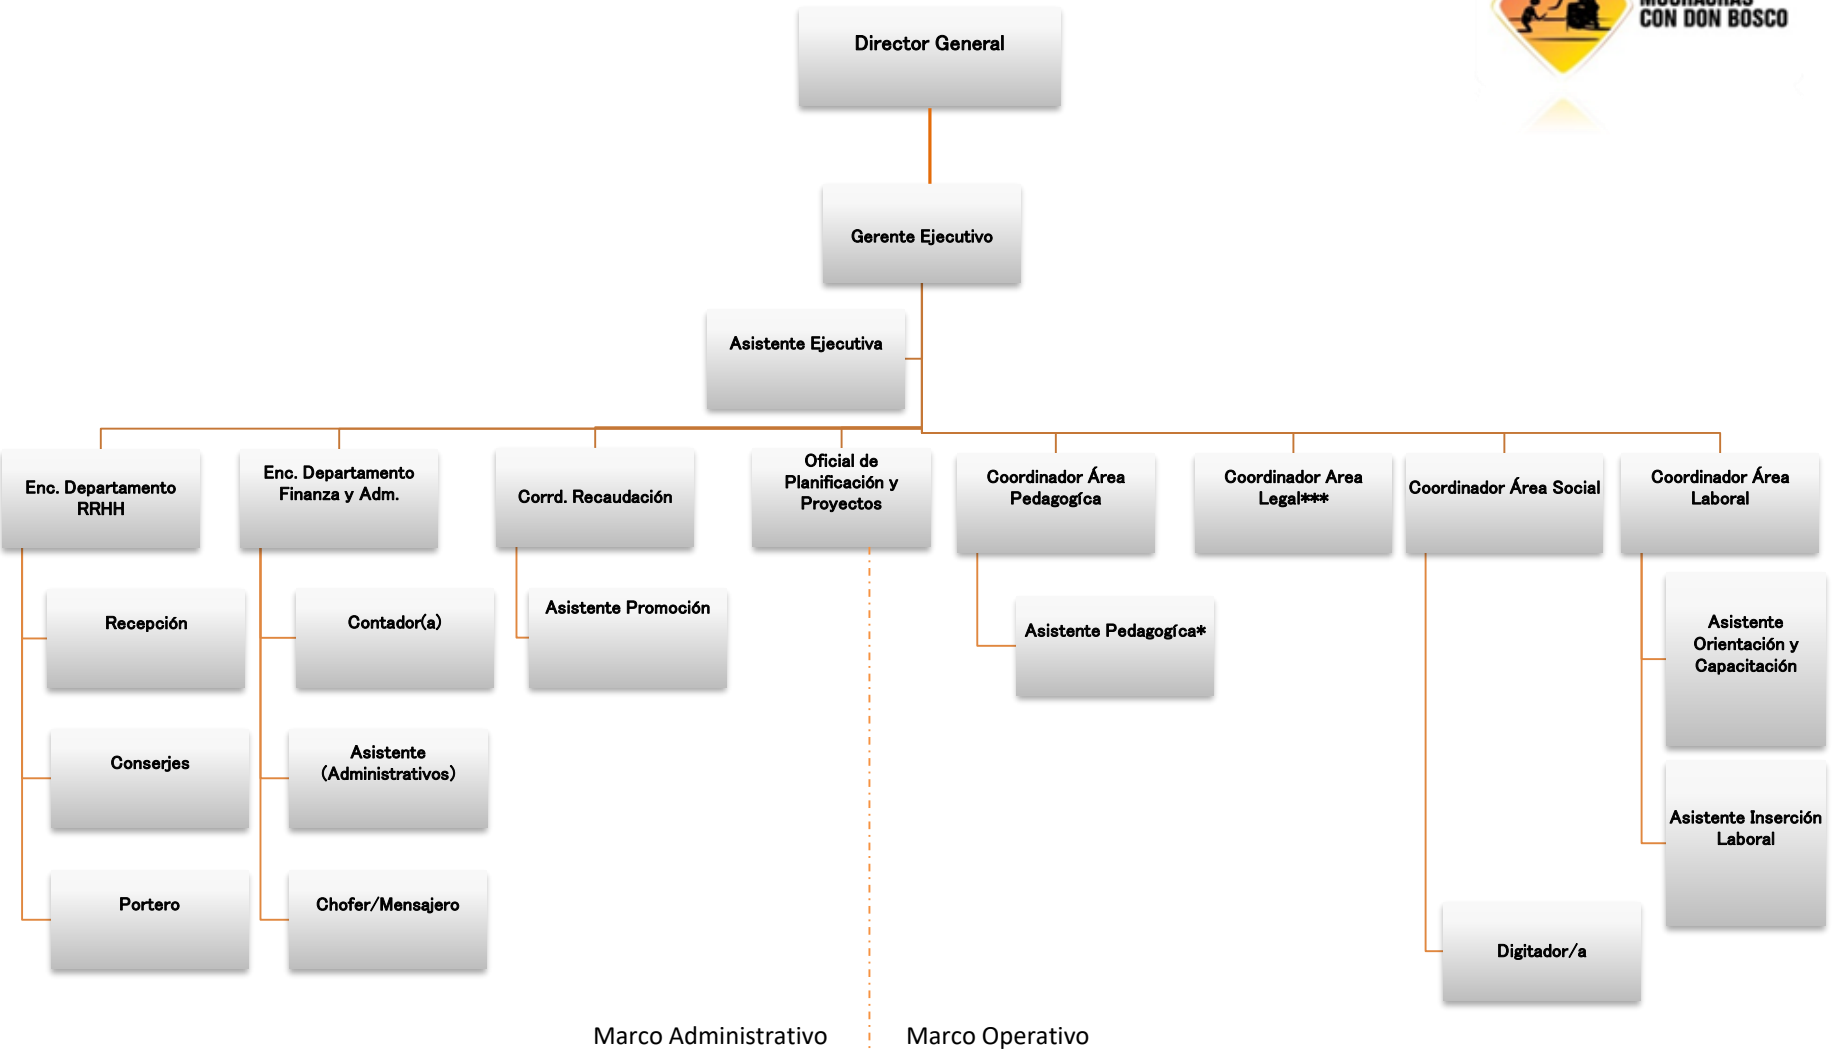 CON DON BOSCO
Director General
Gerente Ejecutivo
Asistente Ejecutiva
Enc. Departamento
RRHH
Enc. Departamento
Finanza y Adm.
Corrd. Recaudación
Oficial de
Planificación y
Proyectos
Coordinador Área
Pedagogíca
Coordinador Area
Legal***
Coordinador Área Social
Coordinador Área
Laboral
Recepción
Contador(a)
Asistente Promoción
Asistente Pedagogíca*
Asistente
Orientación y
Capacitación
Conserjes
Asistente
(Administrativos)
Asistente Inserción
Laboral
Portero
Chofer/Mensajero
Digitador/a
Marco Administrativo
Marco Operativo